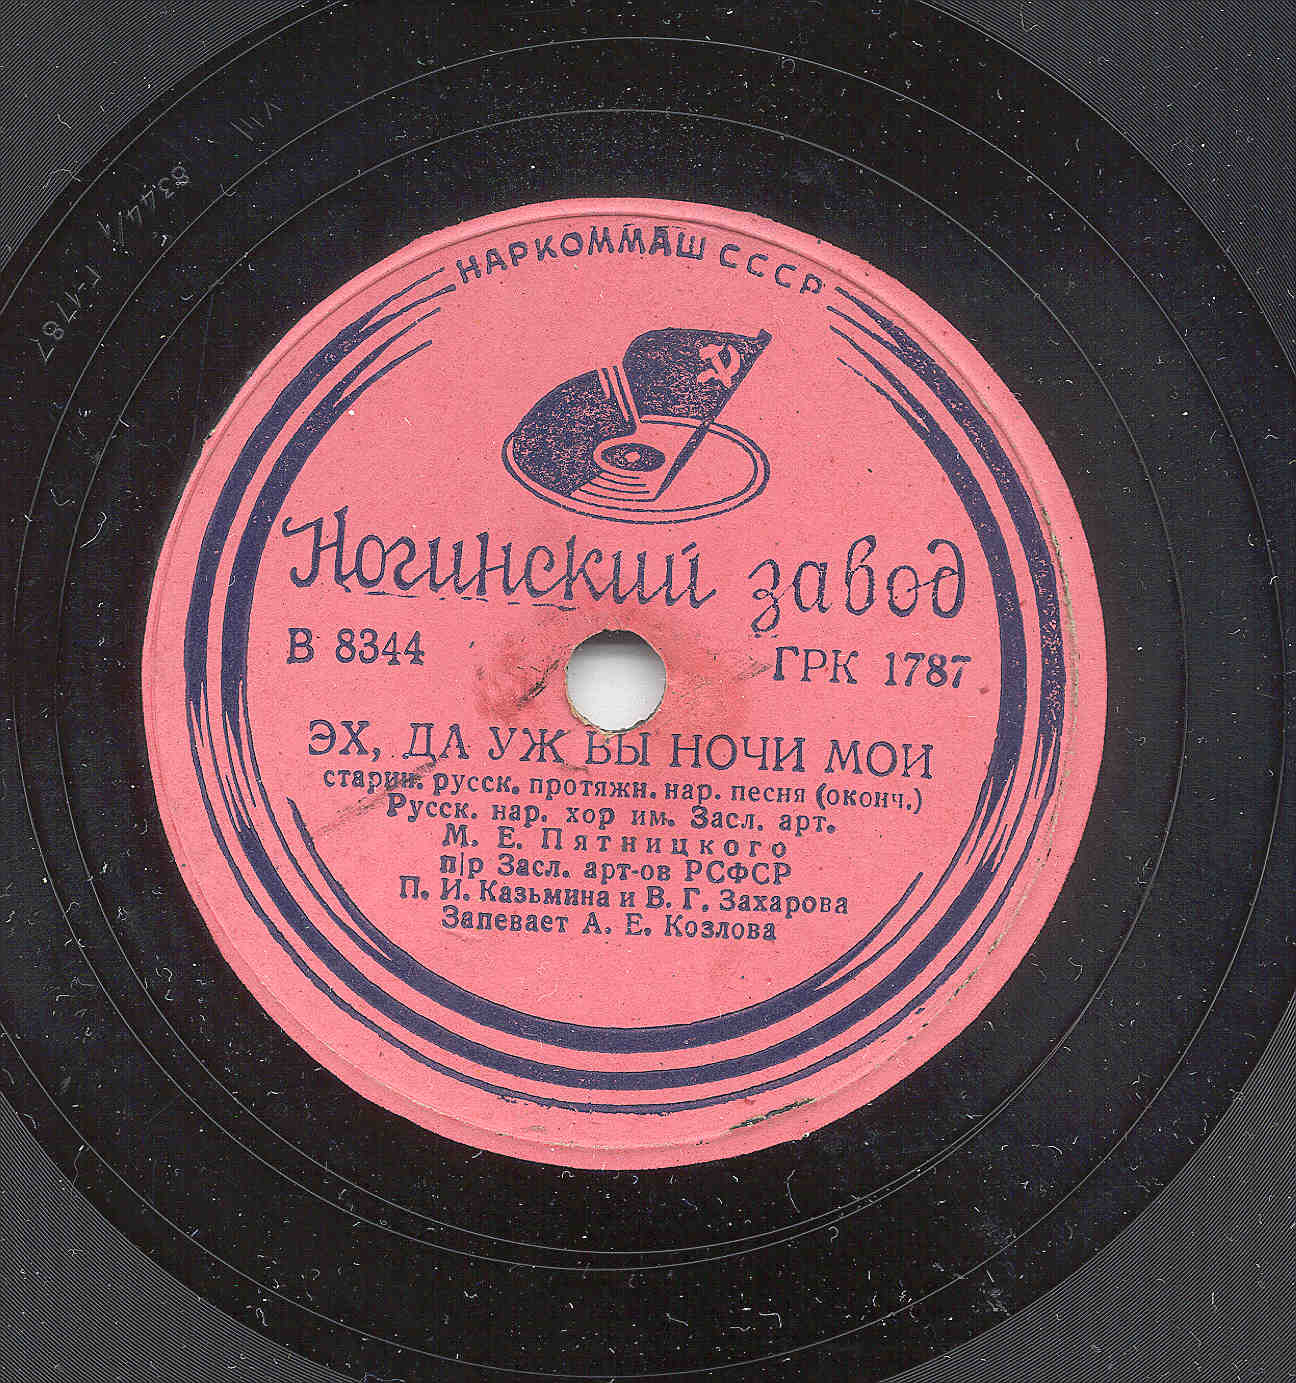 НАРКОММАШ СССР
Ногинский завод
В 8344 ГРК 1787
ЭХ, ДА УЖ ВЫ НОЧИ МОИ
старин. русск. протяжн. нар. песня (оконч.)
Русск. нар. хор им. Засл. арт.
М. Е. Пятницкого
п|р Засл. арт-ов РСФСР
П. И. Казьмина и В. Г. Захарова
Запевает А. Е. Козлова
VIII
8344/1
Г-1787